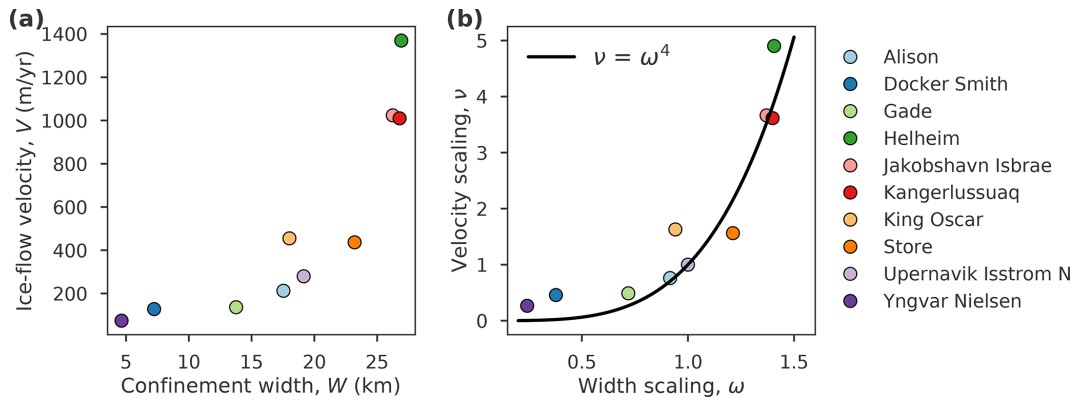 (a)
1400
1200
1000
800
600
400
200
Ice-flow velocity, V (m/yr)
5 10 15 20 25
Confinement width, W (km)
(b)
ν = ω⁴
5
4
3
2
1
0
Velocity scaling, ν
0.5 1.0 1.5
Width scaling, ω
Alison
Docker Smith
Gade
Helheim
Jakobshavn Isbrae
Kangerlussuaq
King Oscar
Store
Upernavik Isstrom N
Yngvar Nielsen